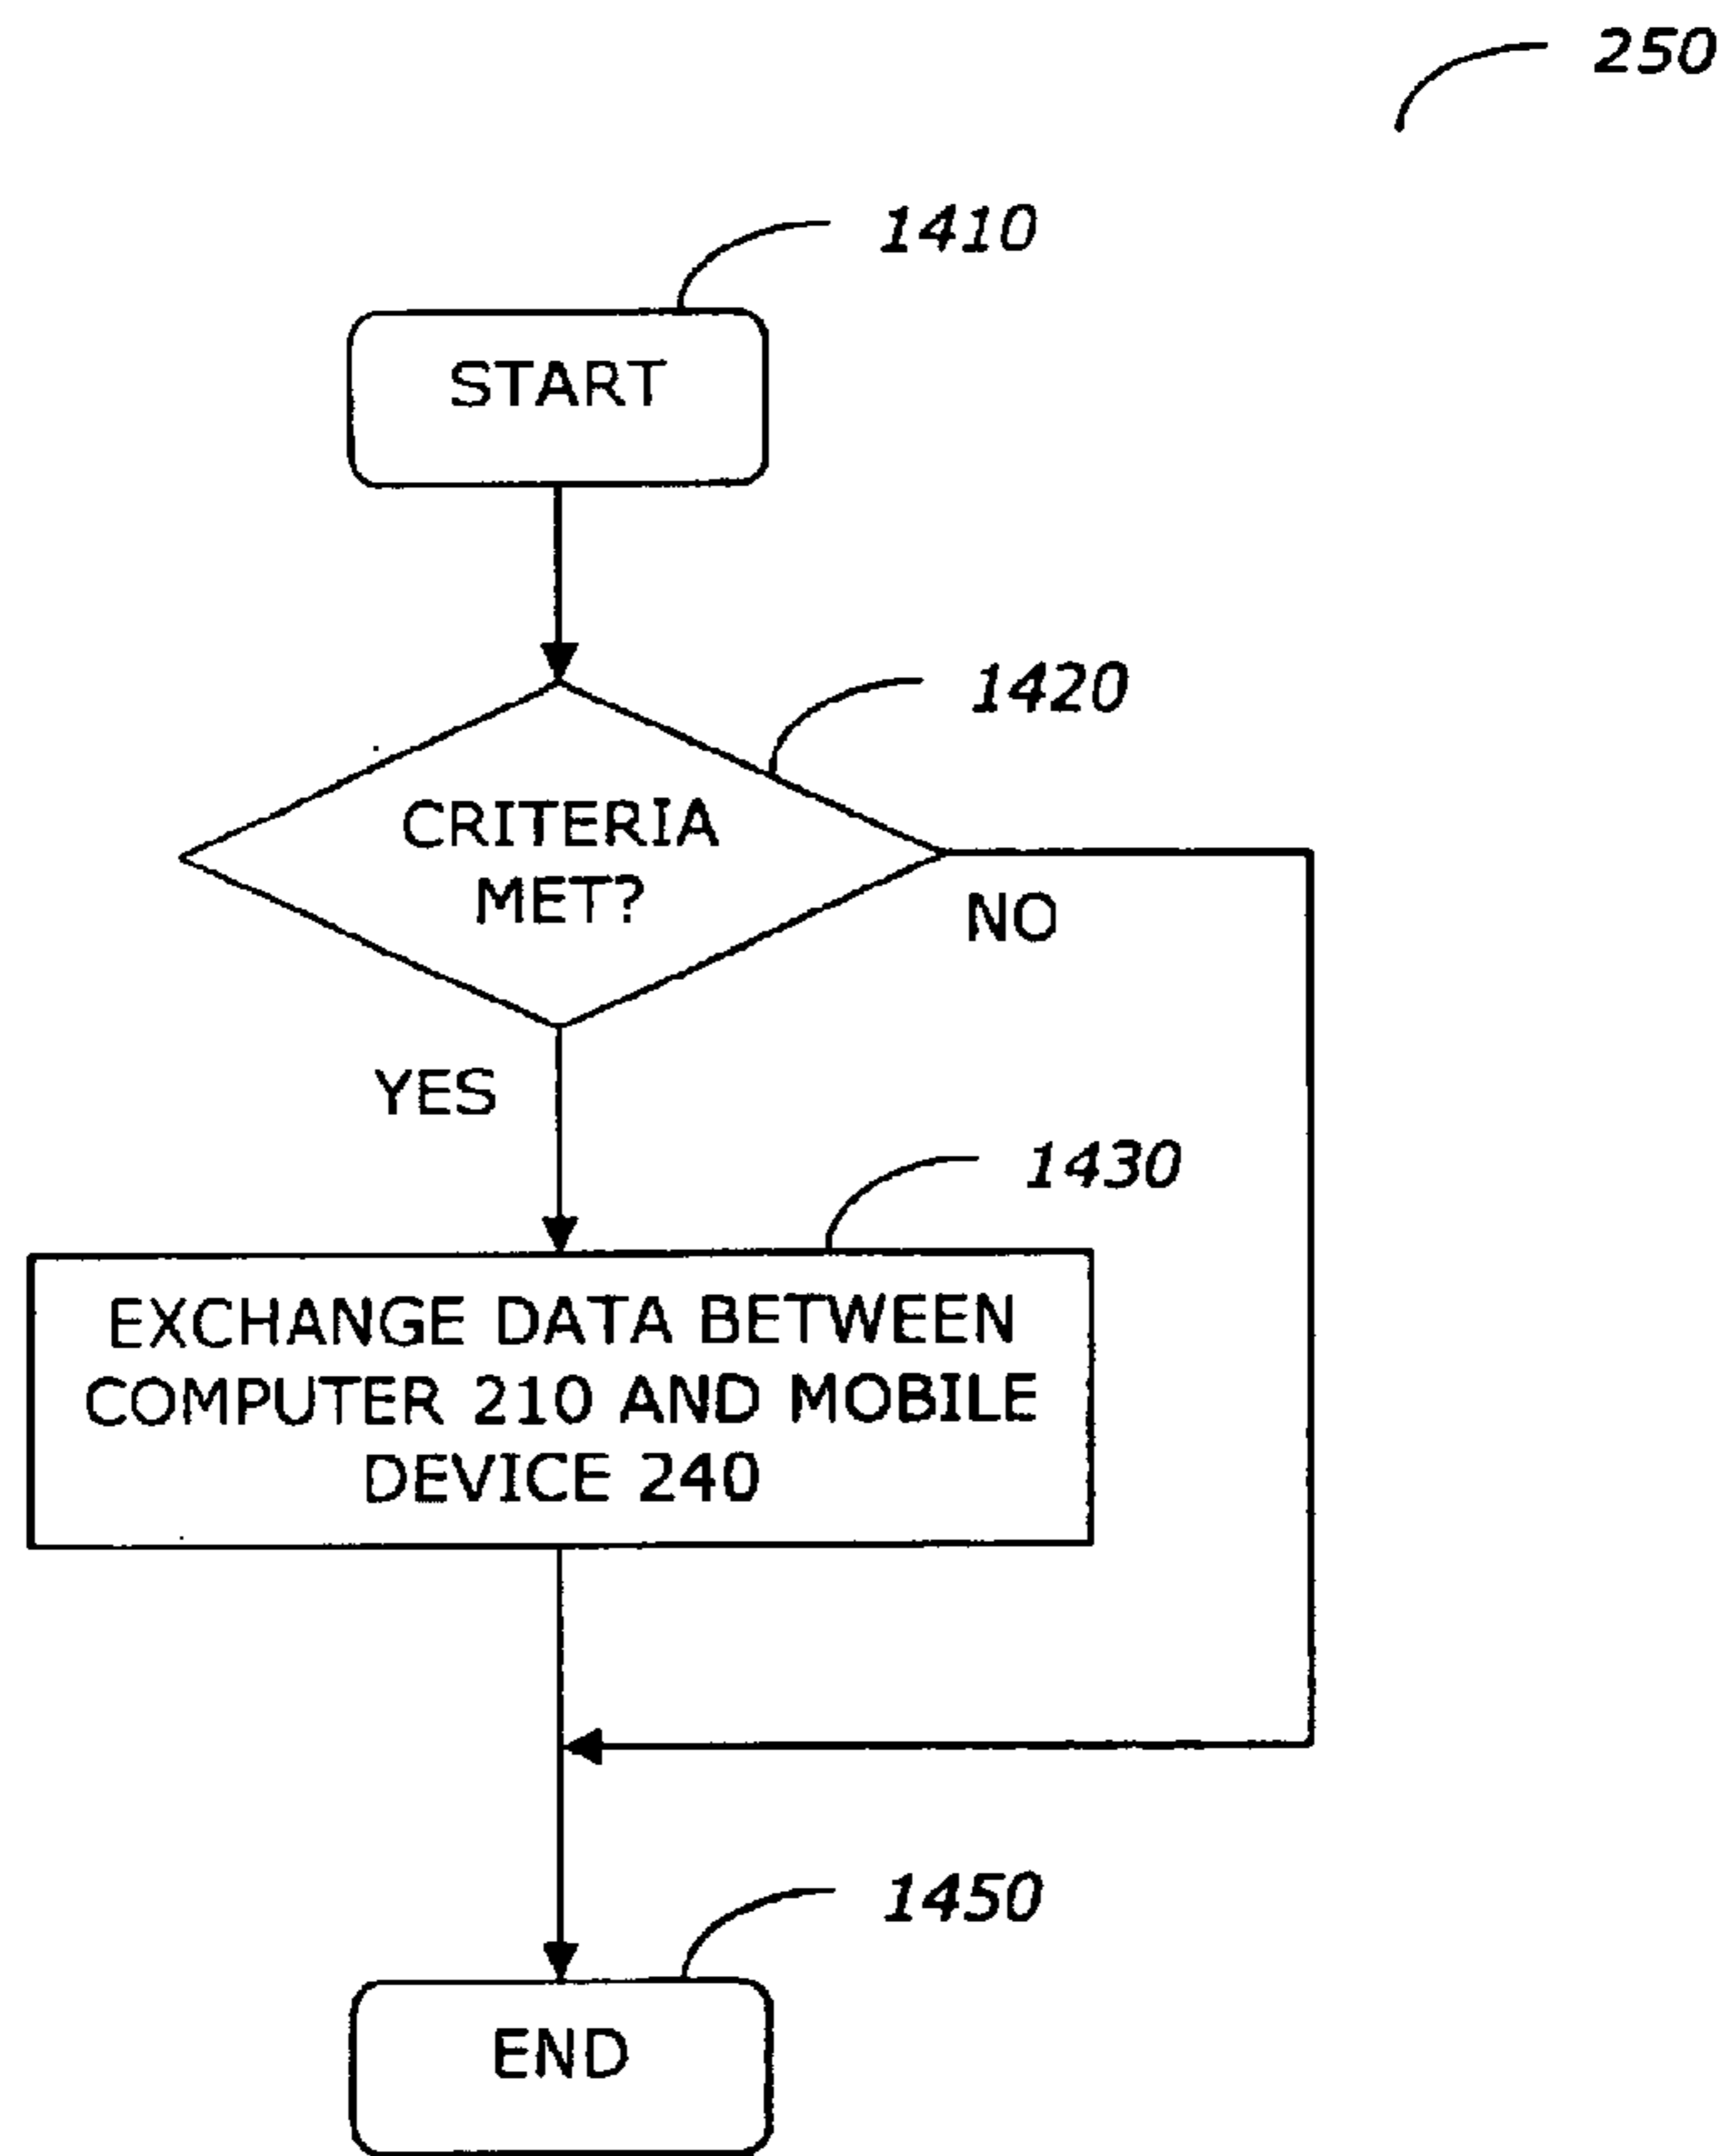 250
1410
START
1420
CRITERIA
MET?
NO
YES
1430
EXCHANGE DATA BETWEEN
COMPUTER 210 AND MOBILE
DEVICE 240
1450
END